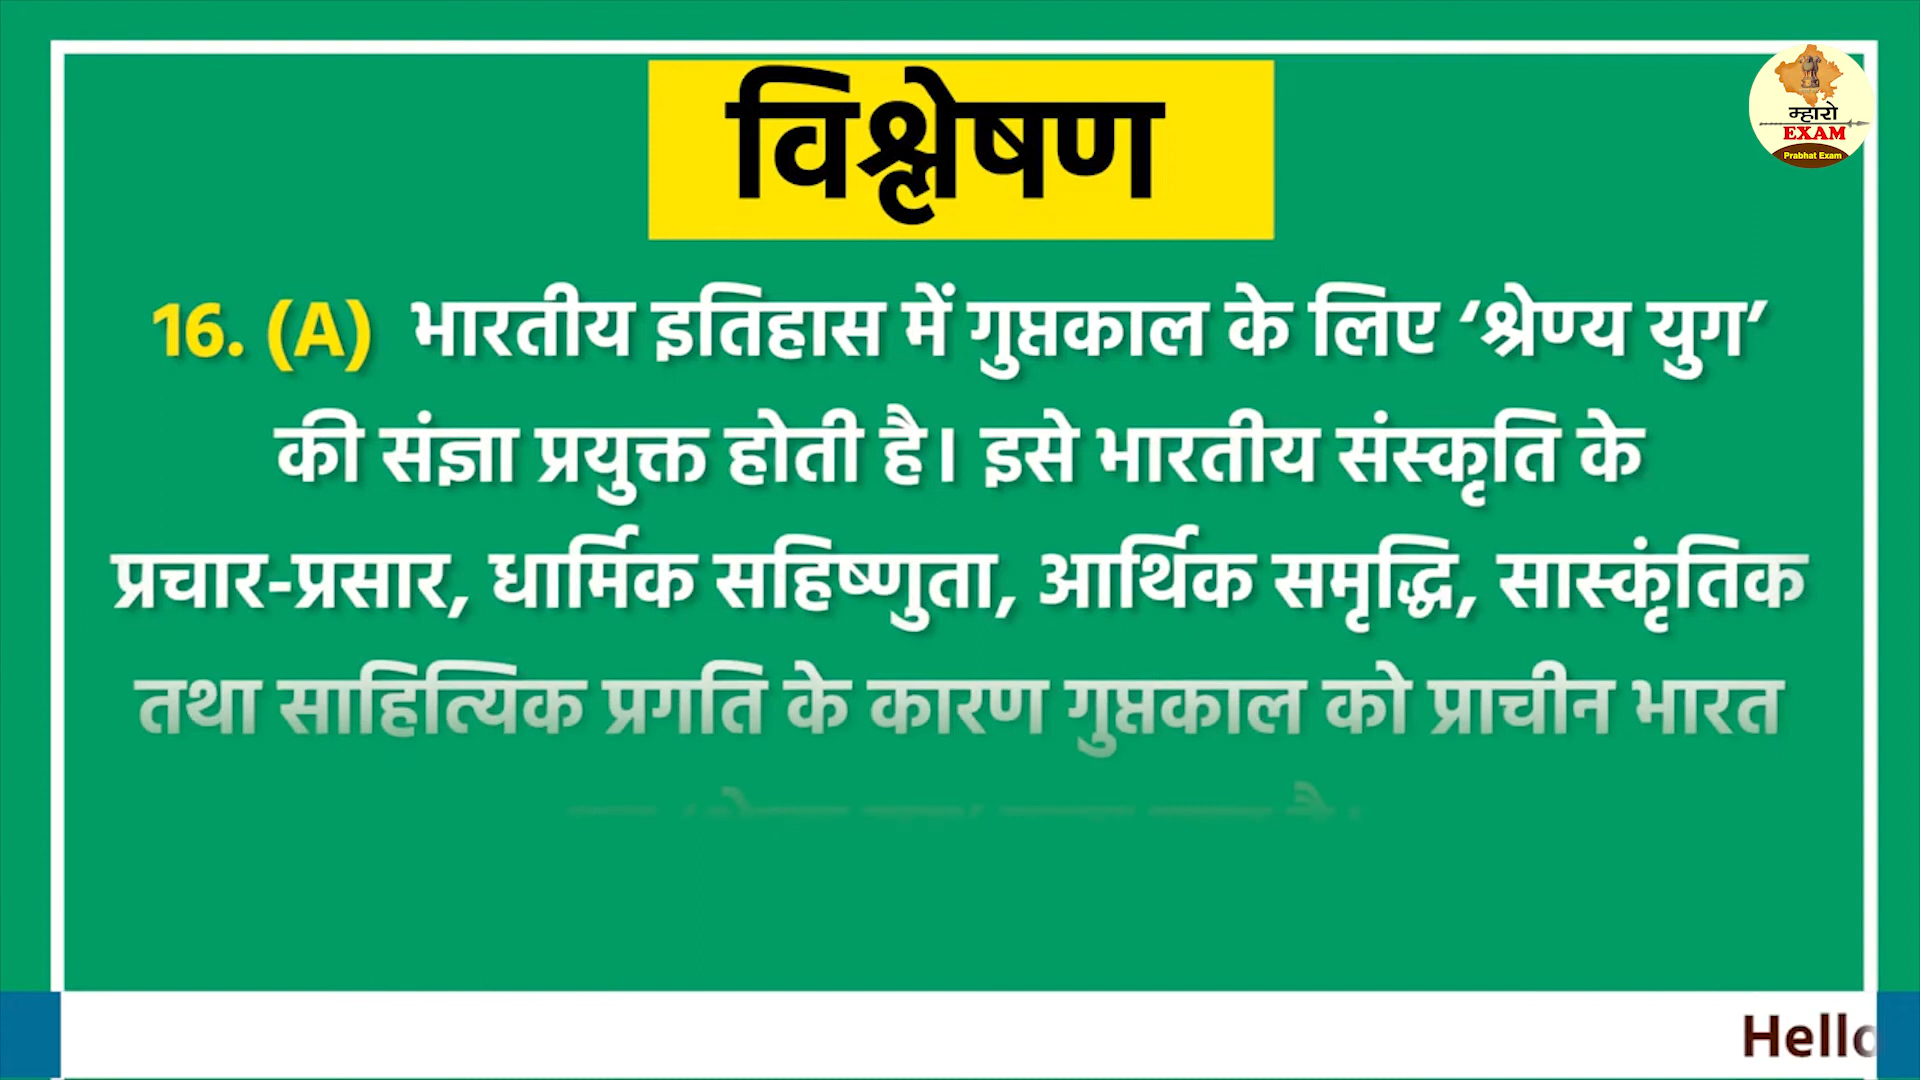 विश्लेषण
म्हारो
EXAM
Prabhat Exam
16. (A) भारतीय इतिहास में गुप्तकाल के लिए ‘श्रेण्य युग’
की संज्ञा प्रयुक्त होती है। इसे भारतीय संस्कृति के
प्रचार-प्रसार, धार्मिक सहिष्णुता, आर्थिक समृद्धि, सास्कृंतिक
तथा साहित्यिक प्रगति के कारण गुप्तकाल को प्राचीन भारत